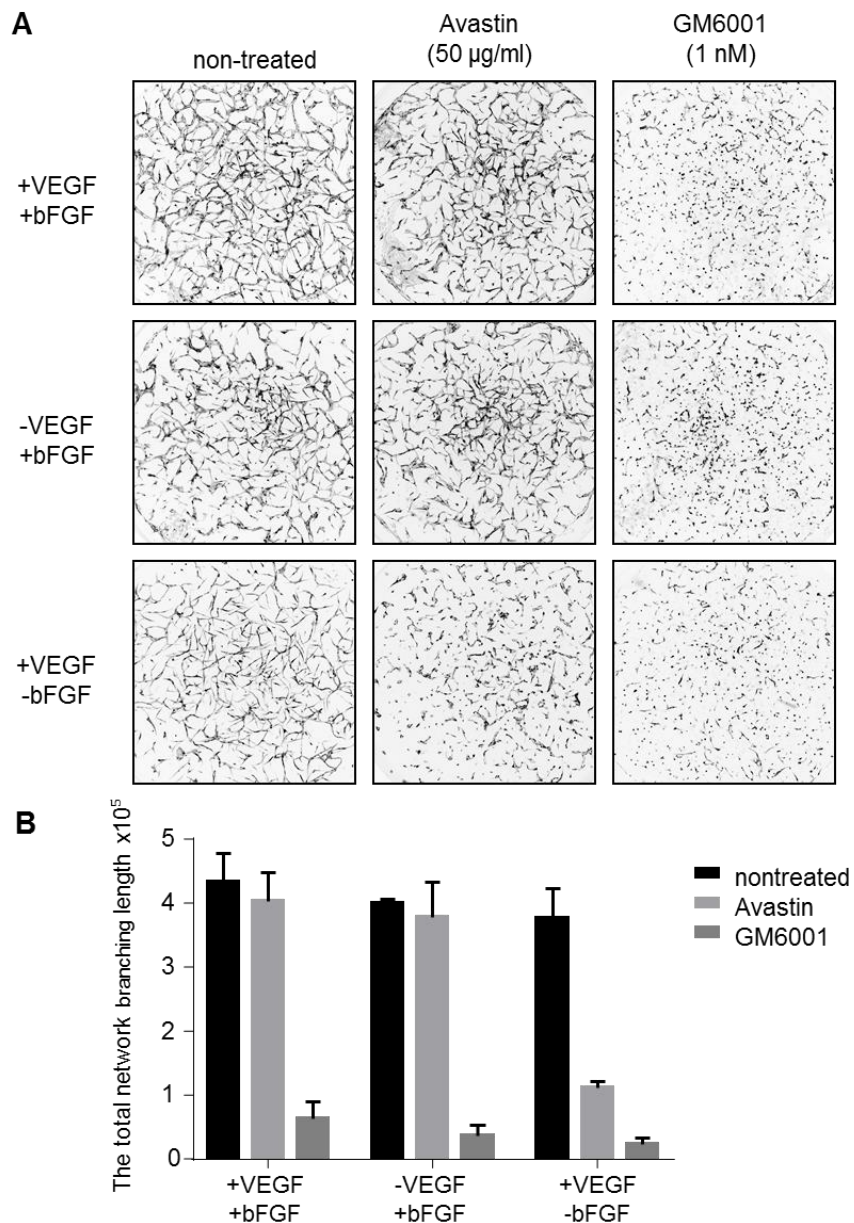 A
non-treated
Avastin
(50 µg/ml)
GM6001
(1 nM)
+VEGF
+bFGF
-VEGF
+bFGF
+VEGF
-bFGF
B
The total network branching length x10⁵
5
4
3
2
1
0
nontreated
Avastin
GM6001
+VEGF
+bFGF
-VEGF
+bFGF
+VEGF
-bFGF